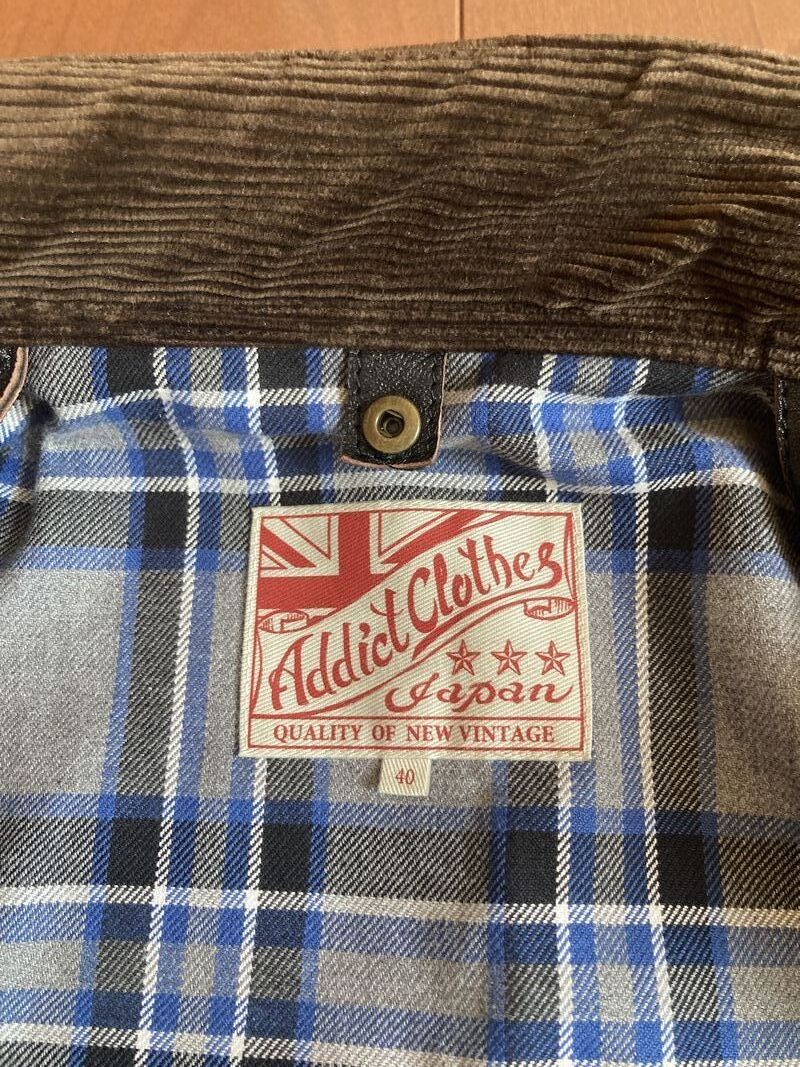 Addict Clothes
Japan
QUALITY OF NEW VINTAGE
40